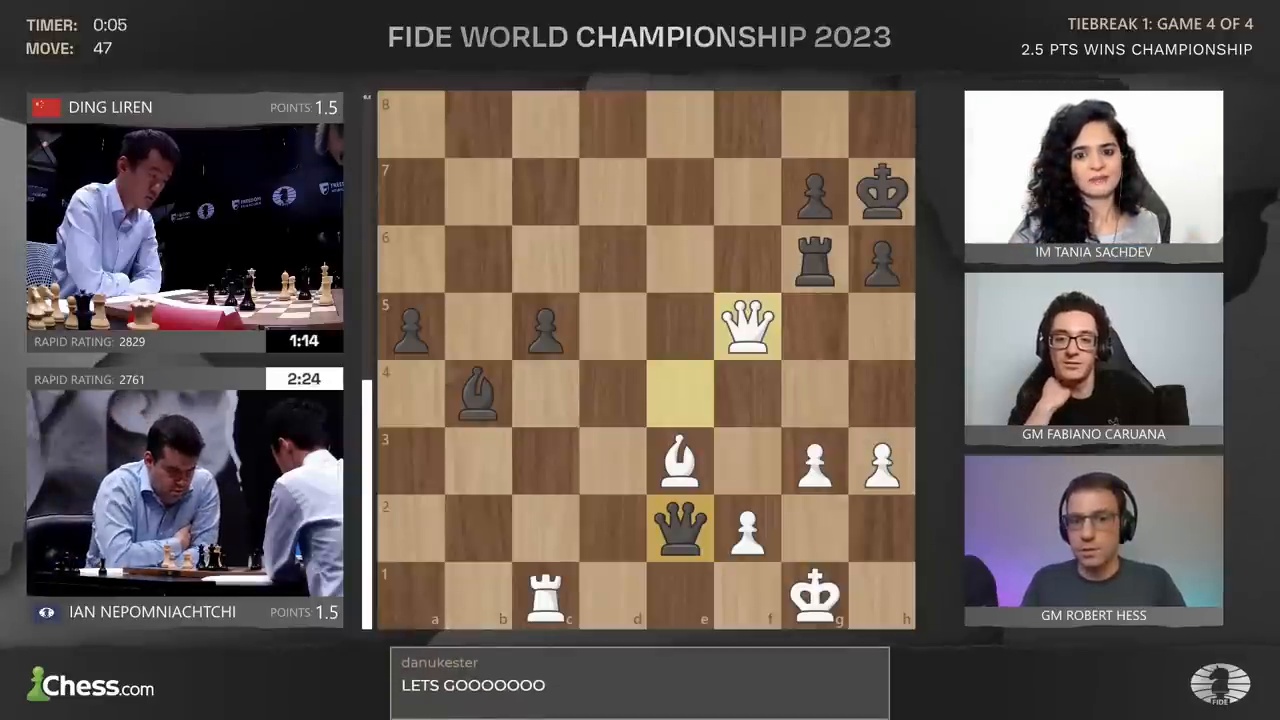 TIMER: 0:05
MOVE: 47
FIDE WORLD CHAMPIONSHIP 2023
TIEBREAK 1: GAME 4 OF 4
2.5 PTS WINS CHAMPIONSHIP
DING LIREN POINTS: 1.5
RAPID RATING: 2829 1:14
RAPID RATING: 2761 2:24
IAN NEPOMNIACHTCHI POINTS: 1.5
8
7
6
5
4
3
2
1
a b c d e f g h
IM TANIA SACHDEV
GM FABIANO CARUANA
GM ROBERT HESS
danukester
LETS GOOOOOOO
Chess.com
FIDE